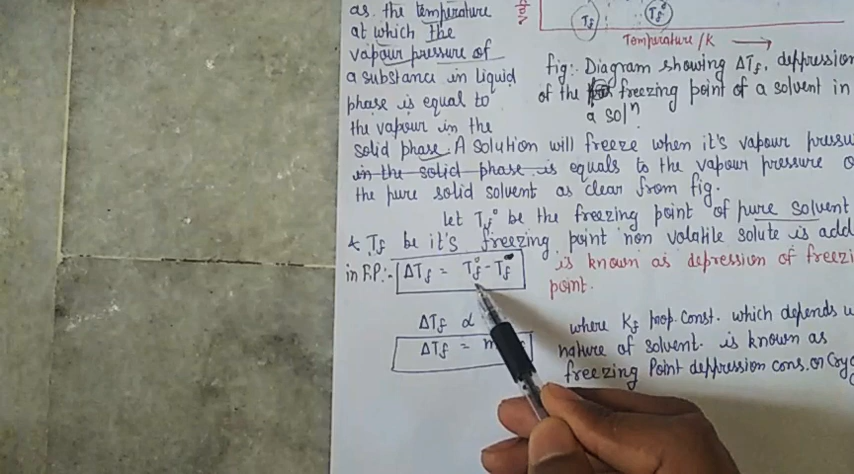 as the temperature
at which the
vapour pressure of
a substance in liquid
phase is equal to
the vapour in the
solid phase. A solution will freeze when it's vapour pressu
in the solid phase is equals to the vapour pressure o
the pure solid solvent as clear from fig.
Tf Tf°
Temperature/K
fig:- Diagram showing ΔTf, deppression
of the freezing point of a solvent in
a solⁿ
let Tf° be the freezing point of pure solvent
& Tf be it's freezing point non volatile solute is add
in F.P:- ΔTf = Tf° - Tf
is known as depression of freezi
point.
ΔTf α
ΔTf = m
where Kf prop. const. which depends u
nature of solvent. is known as
freezing Point deppression cons. or Cryo